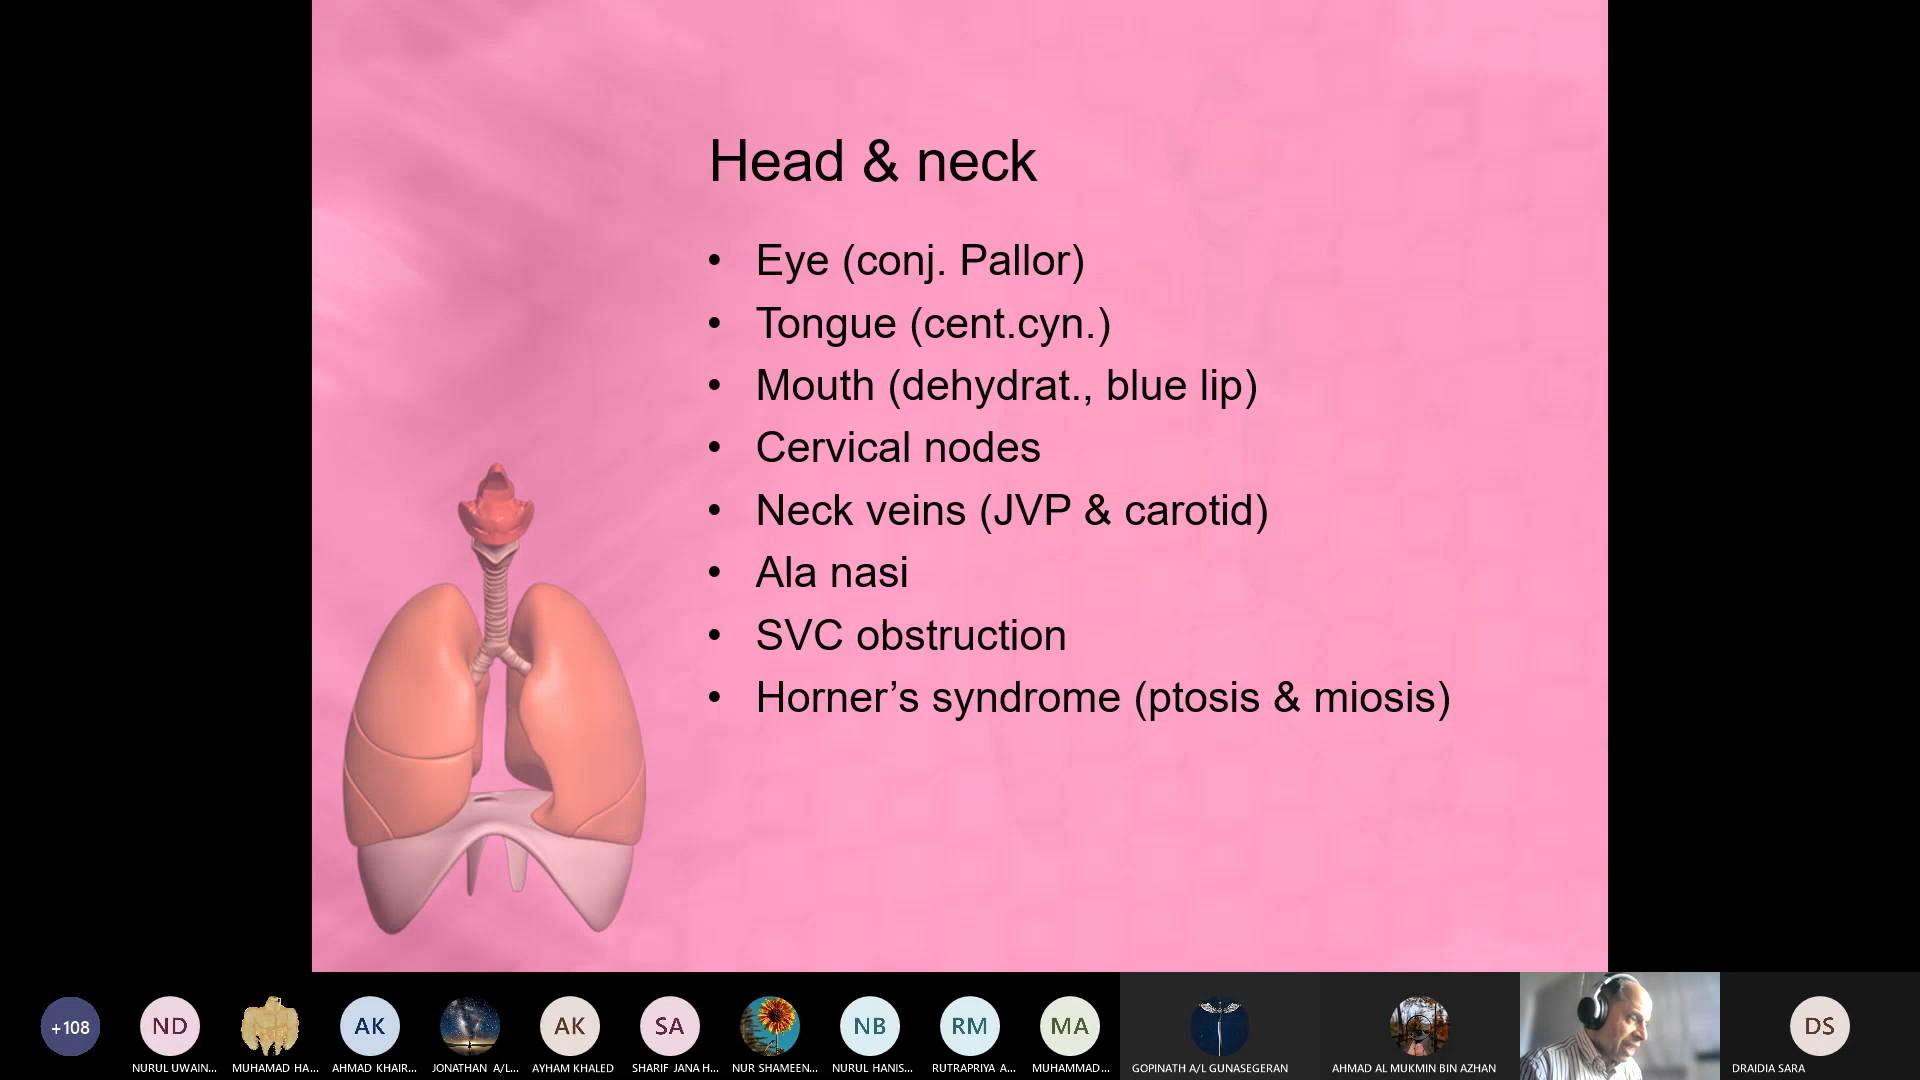 Head & neck
• Eye (conj. Pallor)
• Tongue (cent.cyn.)
• Mouth (dehydrat., blue lip)
• Cervical nodes
• Neck veins (JVP & carotid)
• Ala nasi
• SVC obstruction
• Horner’s syndrome (ptosis & miosis)
+108
ND
AK
AK
SA
NB
RM
MA
DS
NURUL UWAIN...
MUHAMAD HA...
AHMAD KHAIR...
JONATHAN A/L...
AYHAM KHALED
SHARIF JANA H...
NUR SHAMEEN...
NURUL HANIS...
RUTRAPRIYA A...
MUHAMMAD...
GOPINATH A/L GUNASEGERAN
AHMAD AL MUKMIN BIN AZHAN
DRAIDIA SARA